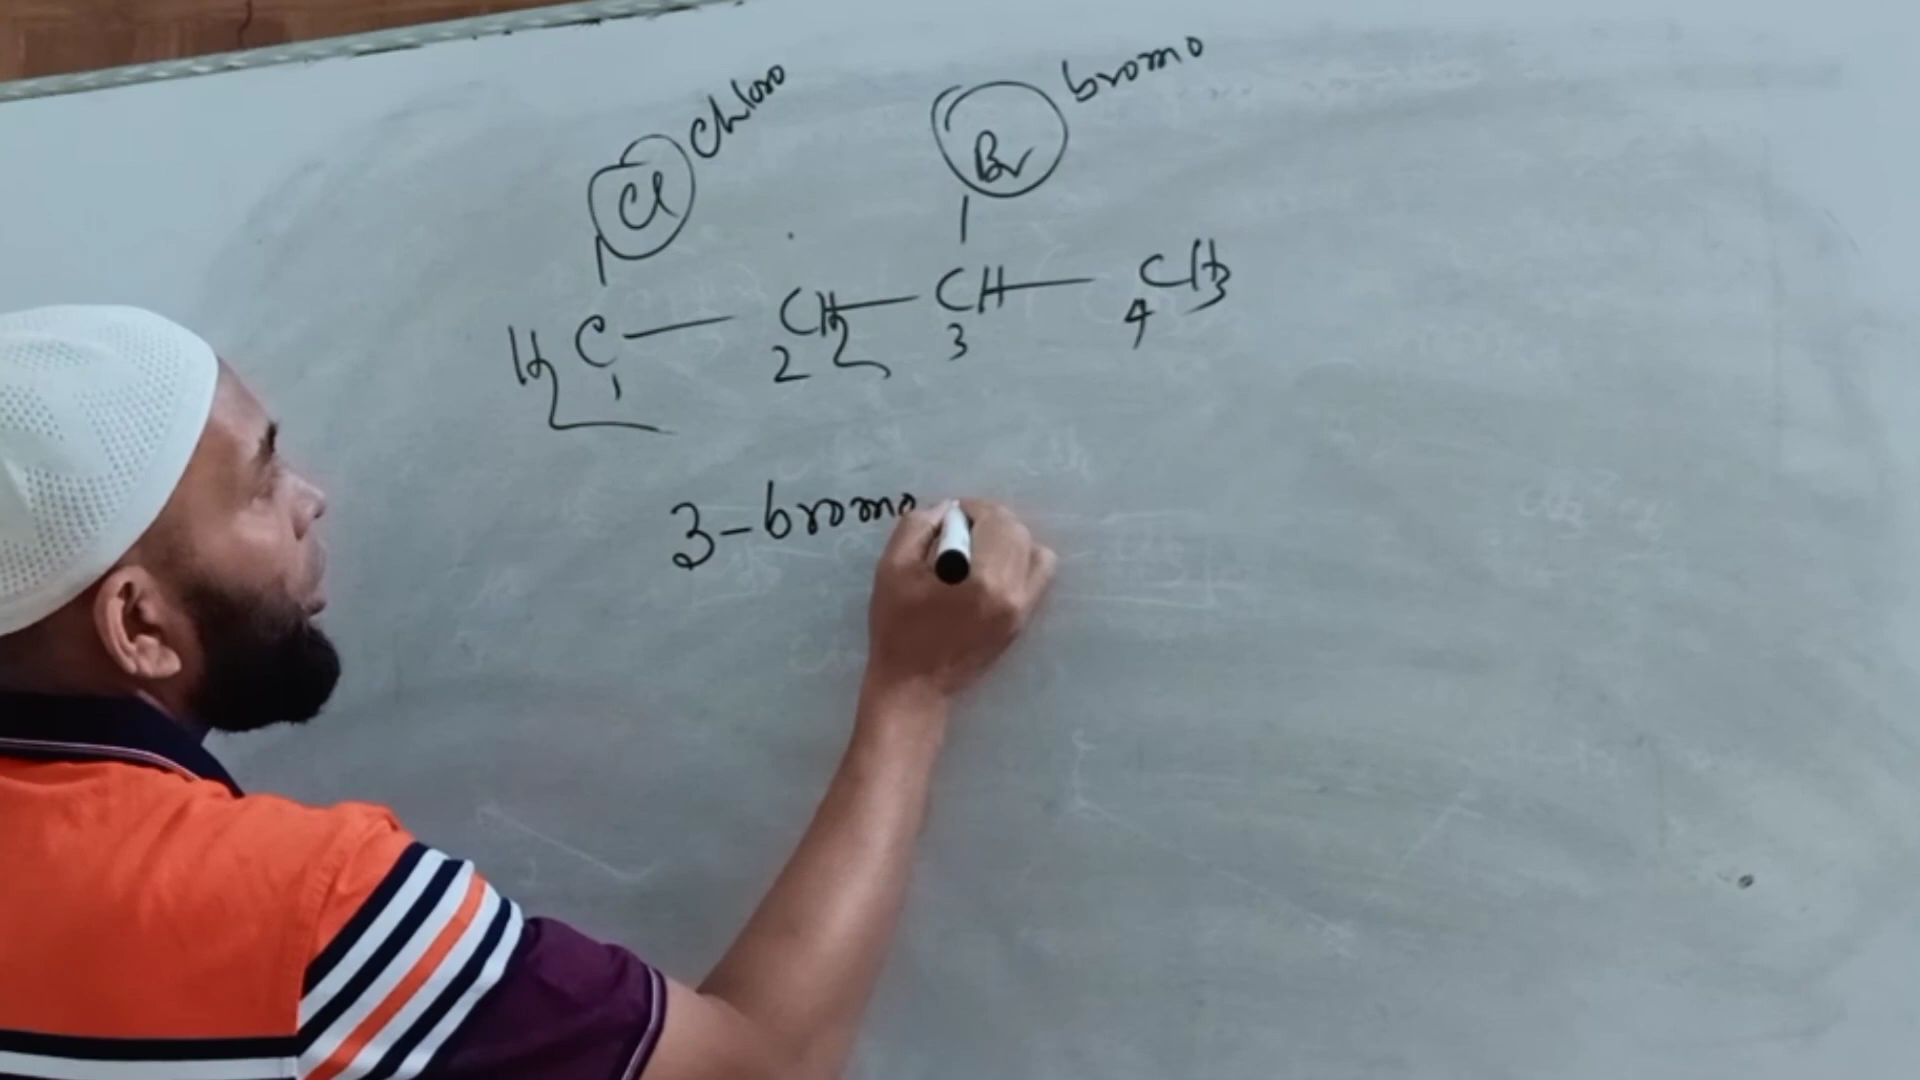 chloro bromo
Cl Br
H2C — CH2 — CH — CH3
1 2 3 4
3-bromo